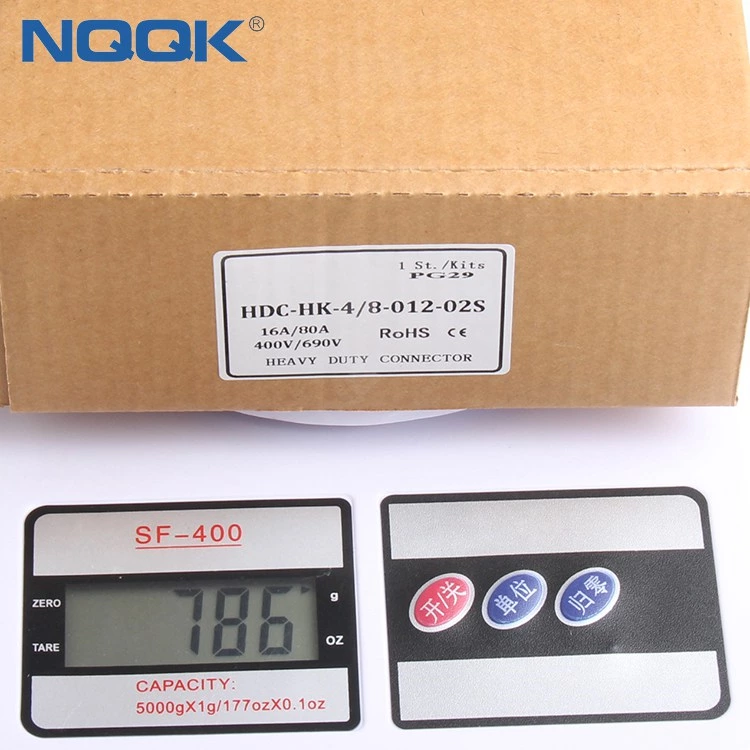 NQQK®
1 St./Kits
PG29
HDC-HK-4/8-012-02S
16A/80A
400V/690V
RoHS CE
HEAVY DUTY CONNECTOR
SF-400
ZERO
TARE
786
g
OZ
CAPACITY:
5000gX1g/177ozX0.1oz
开/关
单位
归零